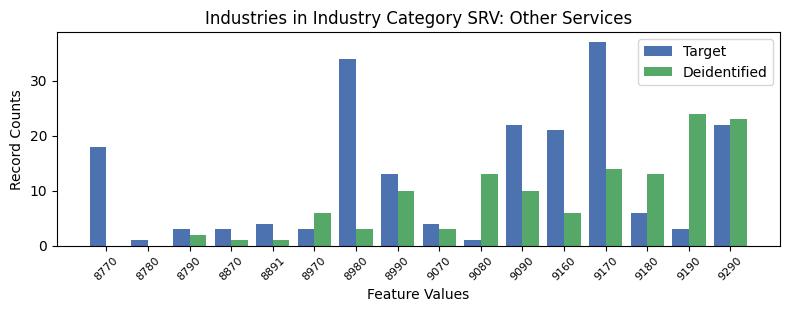 Industries in Industry Category SRV: Other Services
Target
Deidentified
Record Counts
30
20
10
0
8770 8780 8790 8870 8891 8970 8980 8990 9070 9080 9090 9160 9170 9180 9190 9290
Feature Values